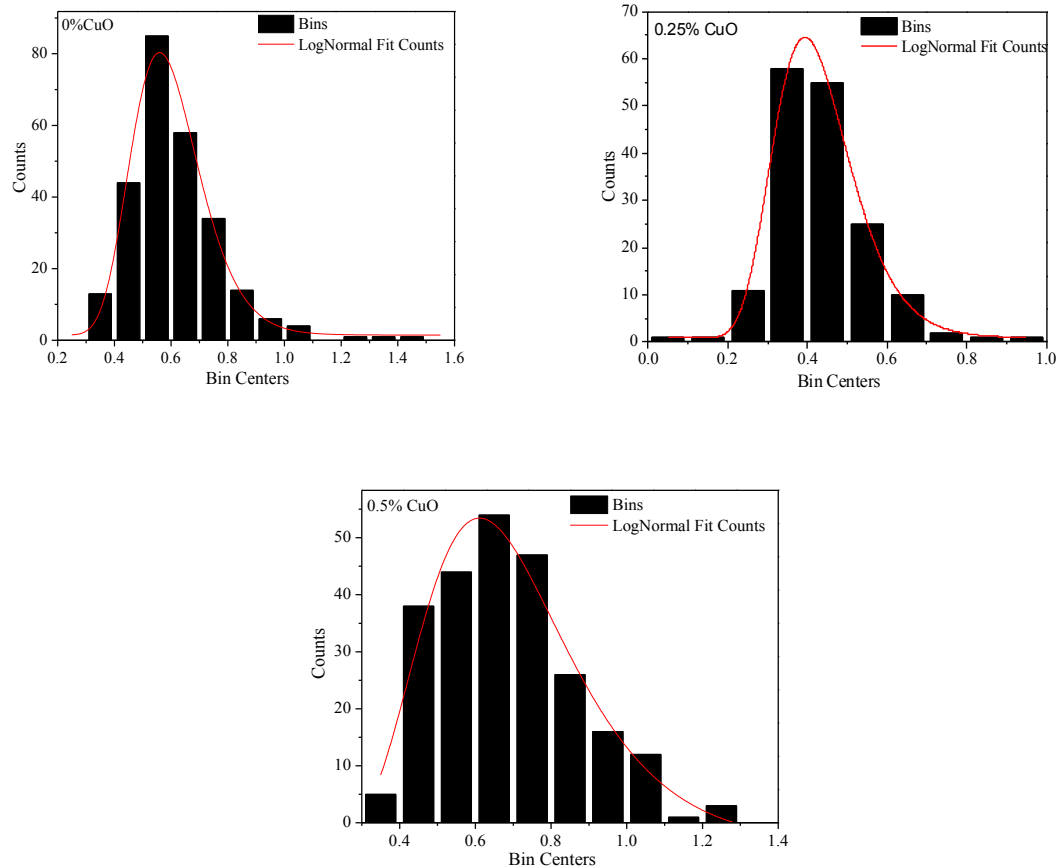 0%CuO
Bins
LogNormal Fit Counts
80
60
40
20
0
Counts
0.2 0.4 0.6 0.8 1.0 1.2 1.4 1.6
Bin Centers
0.25% CuO
Bins
LogNormal Fit Counts
70
60
50
40
30
20
10
0
Counts
0.0 0.2 0.4 0.6 0.8 1.0
Bin Centers
0.5% CuO
Bins
LogNormal Fit Counts
50
40
30
20
10
0
Counts
0.4 0.6 0.8 1.0 1.2 1.4
Bin Centers